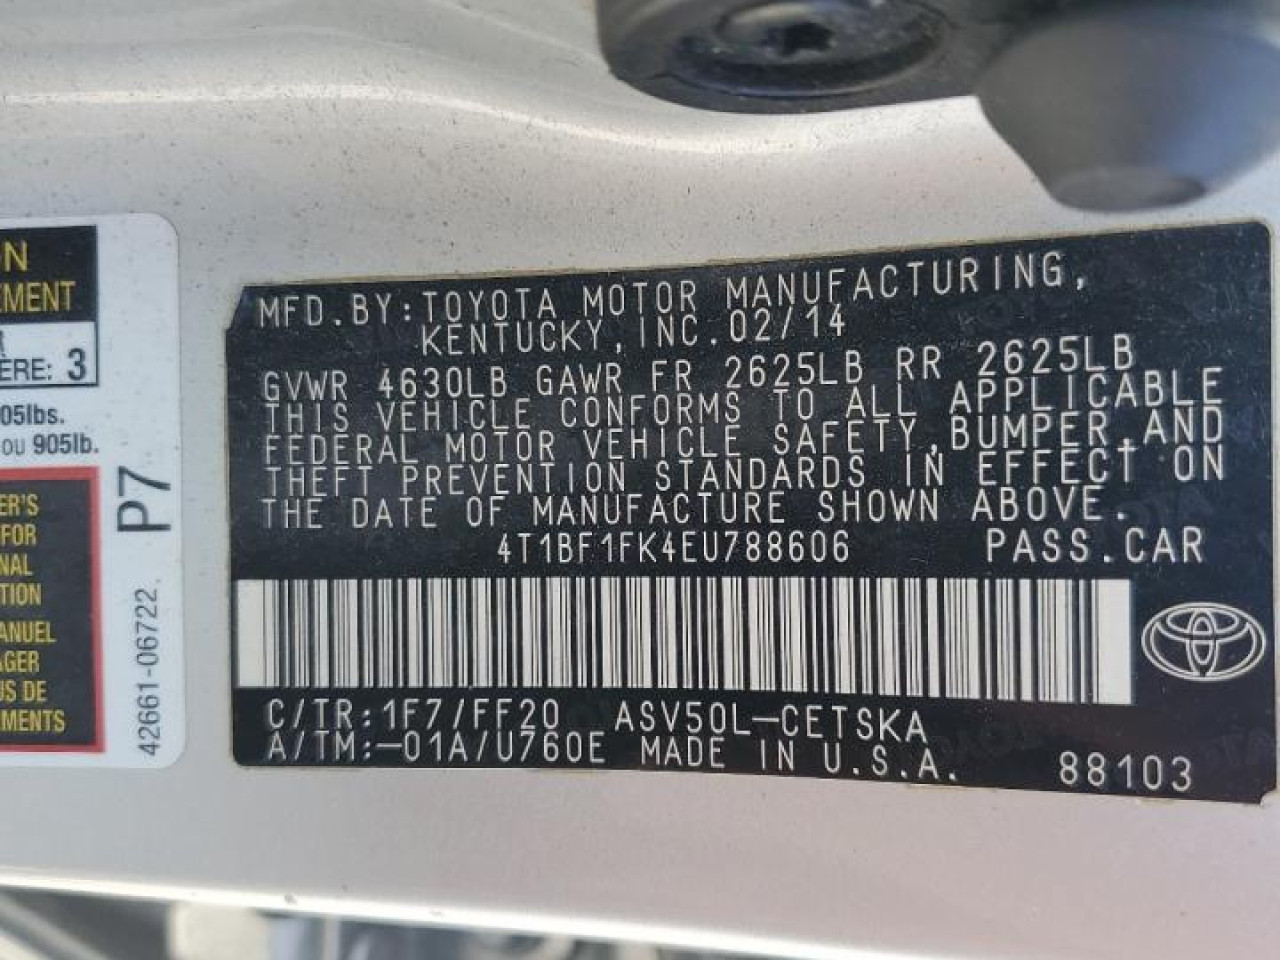 ON
EMENT
R
ERE: 3
05lbs.
OU 905lb.
ER'S
FOR
NAL
TION
ANUEL
AGER
US DE
EMENTS
P7
42661-06722
MFD.BY:TOYOTA MOTOR MANUFACTURING,
KENTUCKY,INC.02/14
GVWR 4630LB GAWR FR 2625LB RR 2625LB
THIS VEHICLE CONFORMS TO ALL APPLICABLE
FEDERAL MOTOR VEHICLE SAFETY,BUMPER,AND
THEFT PREVENTION STANDARDS IN EFFECT ON
THE DATE OF MANUFACTURE SHOWN ABOVE.
4T1BF1FK4EU788606 PASS.CAR
C/TR:1F7/FF20 ASV50L-CETSKA
A/TM:-01A/U760E MADE IN U.S.A. 88103